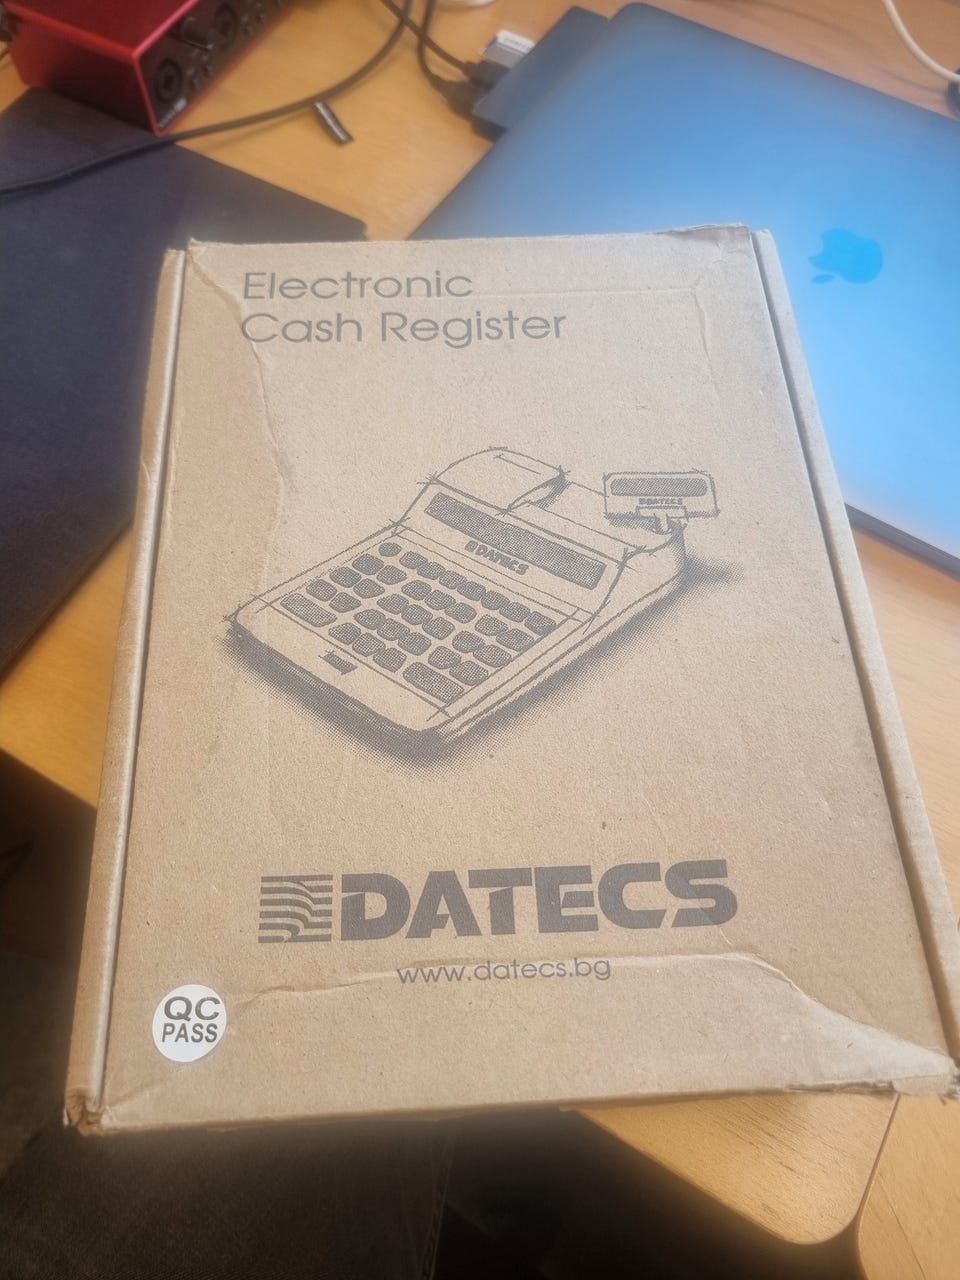 Electronic
Cash Register
DATECS
DATECS
DATECS
www.datecs.bg
QC
PASS